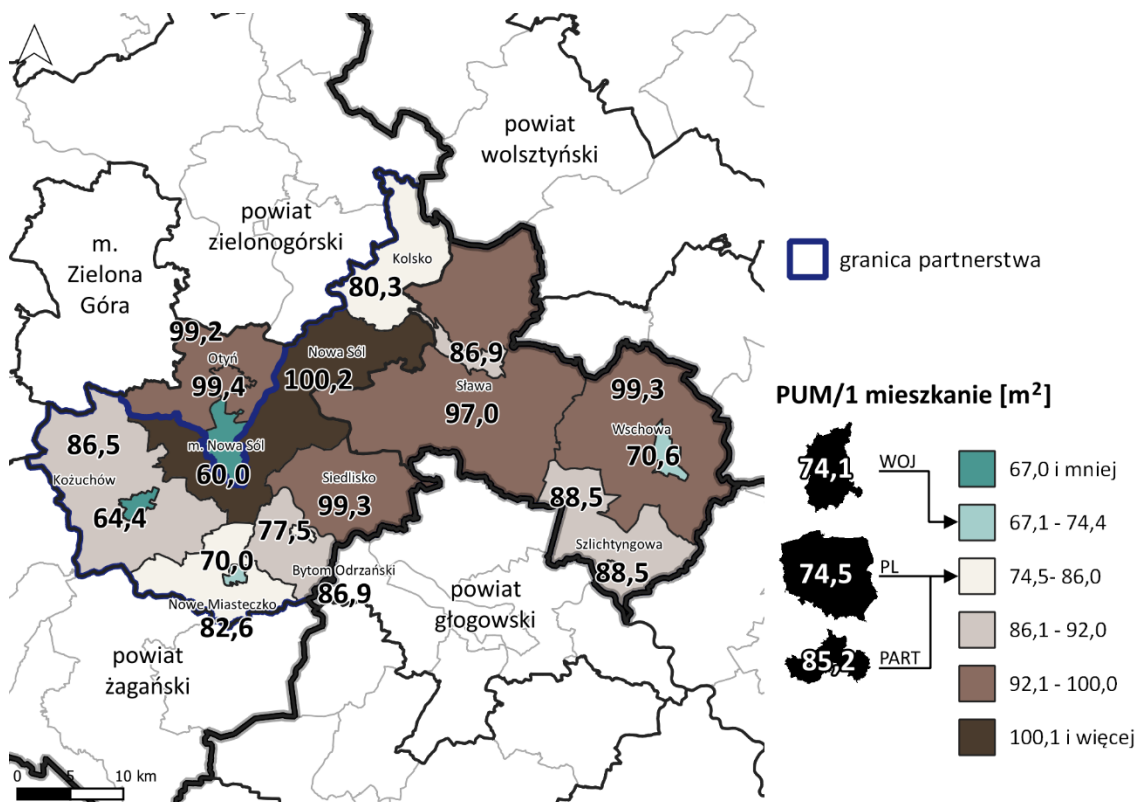 powiat
wolsztyński
powiat
zielonogórski
m.
Zielona
Góra
Kolsko
80,3
99,2
Otyń
99,4
Nowa Sól
100,2
86,9
Sława
97,0
99,3
Wschowa
70,6
86,5
Kożuchów
64,4
m. Nowa Sól
60,0
Siedlisko
99,3
77,5
88,5
Szlichtyngowa
88,5
70,0
Bytom Odrzański
86,9
Nowe Miasteczko
82,6
powiat
głogowski
powiat
żagański
0 5 10 km
granica partnerstwa
PUM/1 mieszkanie [m²]
74,1
WOJ
74,5
PL
85,2
PART
67,0 i mniej
67,1 - 74,4
74,5- 86,0
86,1 - 92,0
92,1 - 100,0
100,1 i więcej